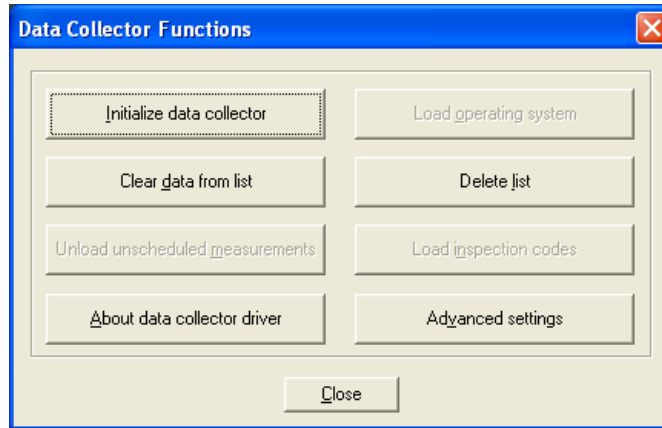 Data Collector Functions
Initialize data collector
Load operating system
Clear data from list
Delete list
Unload unscheduled measurements
Load inspection codes
About data collector driver
Advanced settings
Close